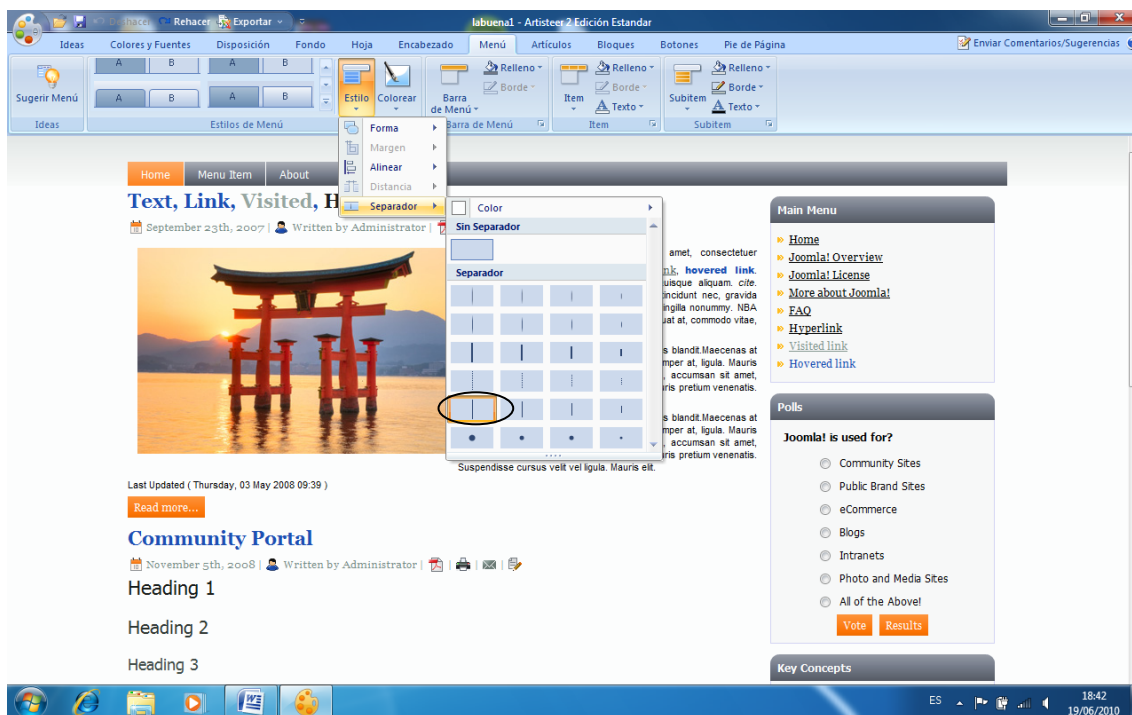 Deshacer Rehacer Exportar
labuena1 - Artisteer 2 Edición Estandar
Ideas Colores y Fuentes Disposición Fondo Hoja Encabezado Menú Artículos Bloques Botones Pie de Página Enviar Comentarios/Sugerencias
Sugerir Menú
A B A B
A B A B
Estilo Colorear
Barra de Menú
Relleno
Borde
Item
Relleno
Borde
Texto
Subitem
Relleno
Borde
Texto
Ideas Estilos de Menú Barra de Menú Item Subitem
Forma
Margen
Alinear
Distancia
Separador
Color
Sin Separador
Separador
Home Menu Item About
Text, Link, Visited, H
September 23th, 2007 | Written by Administrator |
amet, consectetuer
nk, hovered link.
uisque aliquam. cite.
tincidunt nec, gravida
ingilla nonummy. NBA
uat at, commodo vitae,
s blandit.Maecenas at
mper at, ligula. Mauris
, accumsan sit amet,
uris pretium venenatis.
s blandit.Maecenas at
mper at, ligula. Mauris
, accumsan sit amet,
uris pretium venenatis.
Suspendisse cursus velit vel ligula. Mauris elit.
Last Updated ( Thursday, 03 May 2008 09:39 )
Read more...
Community Portal
November 5th, 2008 | Written by Administrator | | | |
Heading 1
Heading 2
Heading 3
Main Menu
Home
Joomla! Overview
Joomla! License
More about Joomla!
FAQ
Hyperlink
Visited link
Hovered link
Polls
Joomla! is used for?
Community Sites
Public Brand Sites
eCommerce
Blogs
Intranets
Photo and Media Sites
All of the Above!
Vote Results
Key Concepts
ES
18:42
19/06/2010